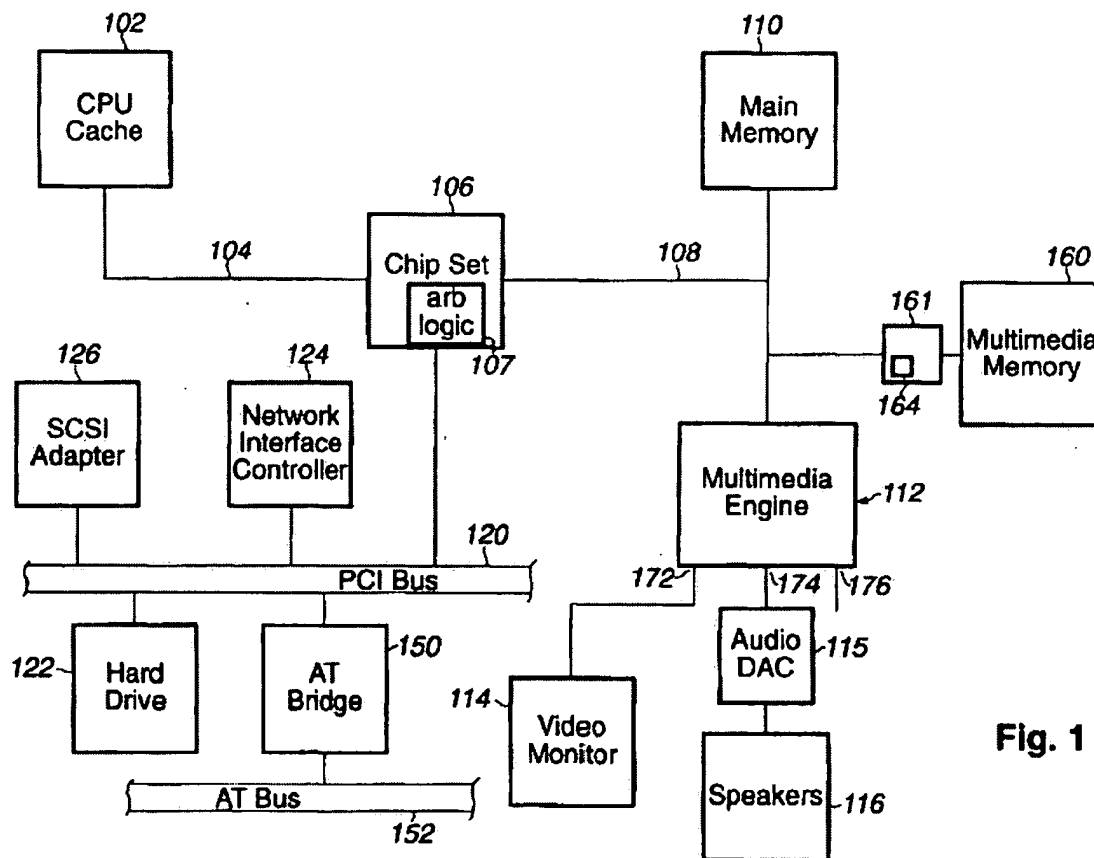 102
CPU
Cache
104
106
Chip Set
arb
logic
107
108
110
Main
Memory
160
Multimedia
Memory
161
164
126
SCSI
Adapter
124
Network
Interface
Controller
120
PCI Bus
Multimedia
Engine
112
172
174
176
122
Hard
Drive
150
AT
Bridge
114
Video
Monitor
Audio
DAC
115
Speakers
116
AT Bus
152
Fig. 1